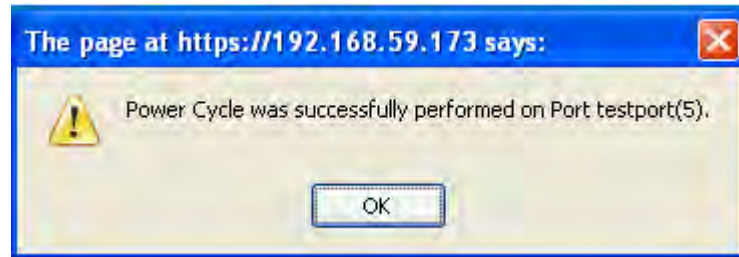 The page at https://192.168.59.173 says:
Power Cycle was successfully performed on Port testport(5).
OK